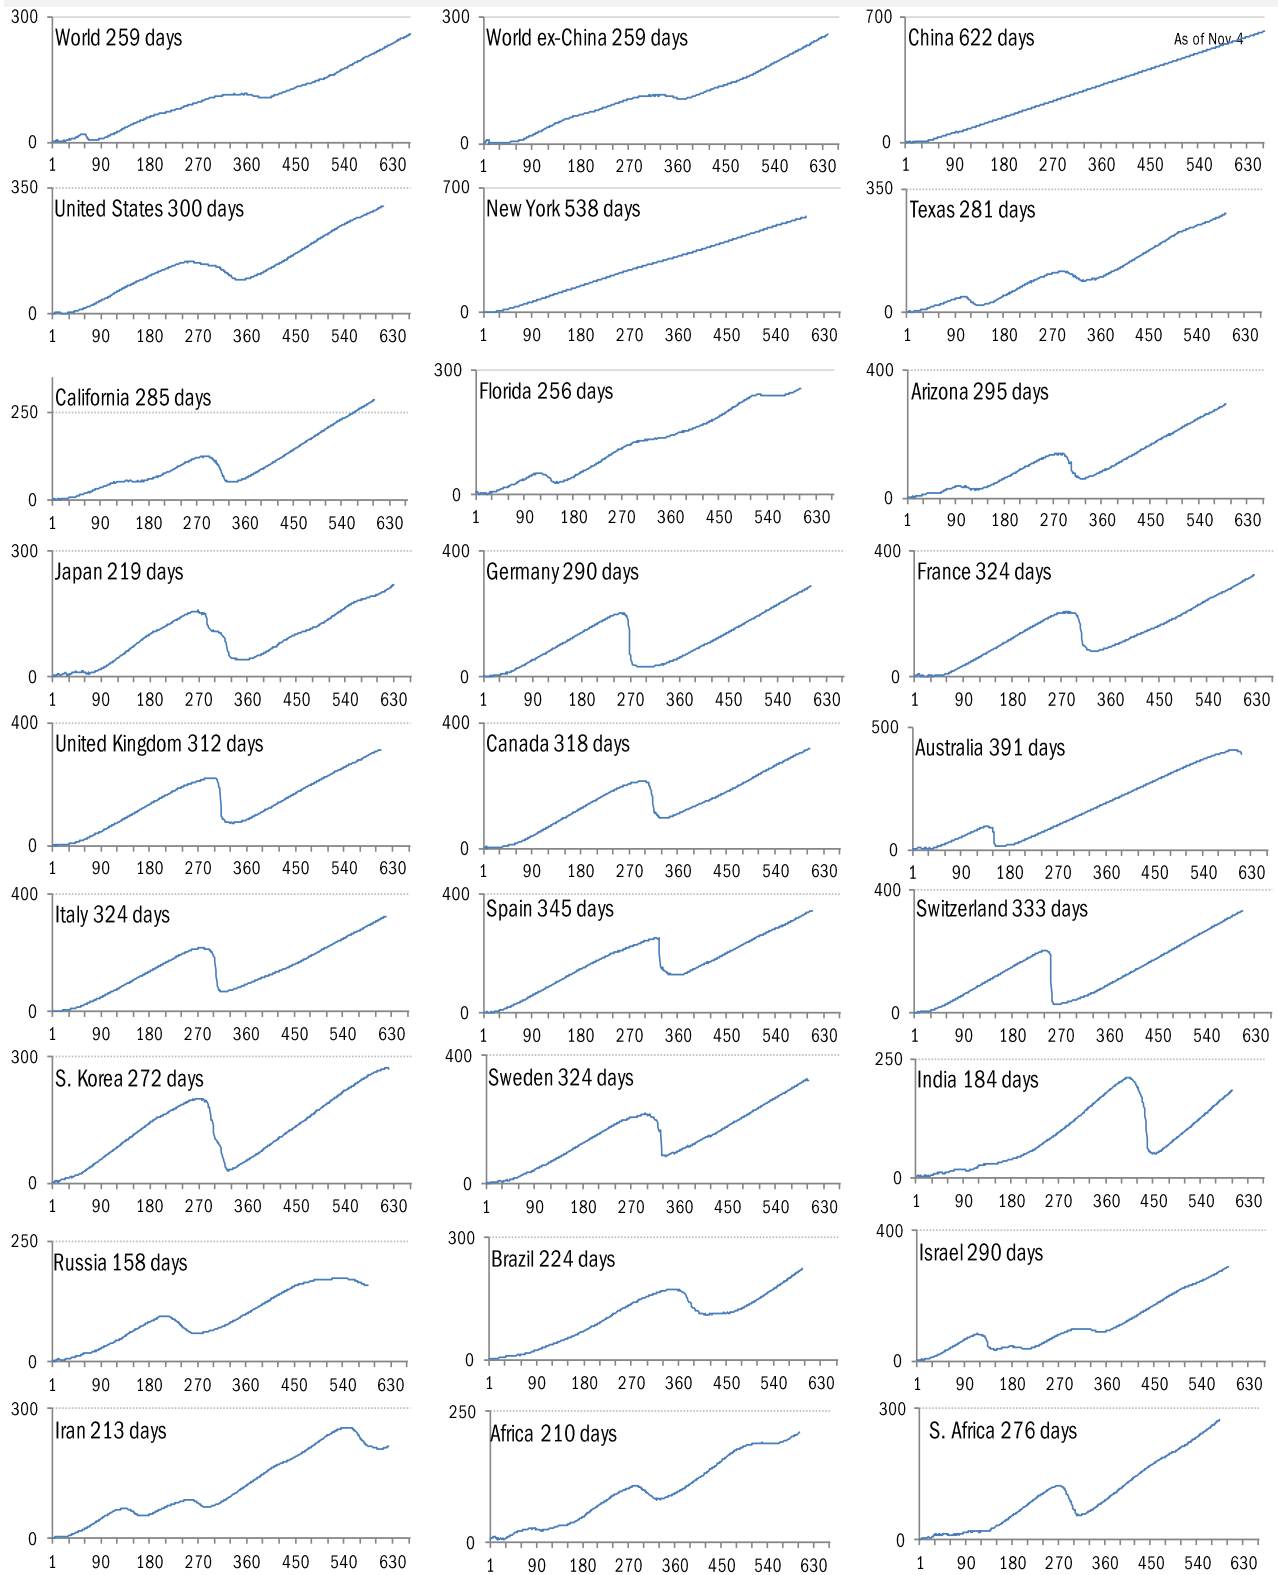 300
World 259 days
0
1 90 180 270 360 450 540 630
300
World ex-China 259 days
0
1 90 180 270 360 450 540 630
700
China 622 days
As of Nov 4
0
1 90 180 270 360 450 540 630
350
United States 300 days
0
1 90 180 270 360 450 540 630
700
New York 538 days
0
1 90 180 270 360 450 540 630
350
Texas 281 days
0
1 90 180 270 360 450 540 630
California 285 days
250
0
1 90 180 270 360 450 540 630
300
Florida 256 days
0
1 90 180 270 360 450 540 630
400
Arizona 295 days
0
1 90 180 270 360 450 540 630
300
Japan 219 days
0
1 90 180 270 360 450 540 630
400
Germany 290 days
0
1 90 180 270 360 450 540 630
400
France 324 days
0
1 90 180 270 360 450 540 630
400
United Kingdom 312 days
0
1 90 180 270 360 450 540 630
400
Canada 318 days
0
1 90 180 270 360 450 540 630
500
Australia 391 days
0
1 90 180 270 360 450 540 630
400
Italy 324 days
0
1 90 180 270 360 450 540 630
400
Spain 345 days
0
1 90 180 270 360 450 540 630
400
Switzerland 333 days
0
1 90 180 270 360 450 540 630
300
S. Korea 272 days
0
1 90 180 270 360 450 540 630
400
Sweden 324 days
0
1 90 180 270 360 450 540 630
250
India 184 days
0
1 90 180 270 360 450 540 630
250
Russia 158 days
0
1 90 180 270 360 450 540 630
300
Brazil 224 days
0
1 90 180 270 360 450 540 630
400
Israel 290 days
0
1 90 180 270 360 450 540 630
300
Iran 213 days
0
1 90 180 270 360 450 540 630
250
Africa 210 days
0
1 90 180 270 360 450 540 630
300
S. Africa 276 days
0
1 90 180 270 360 450 540 630